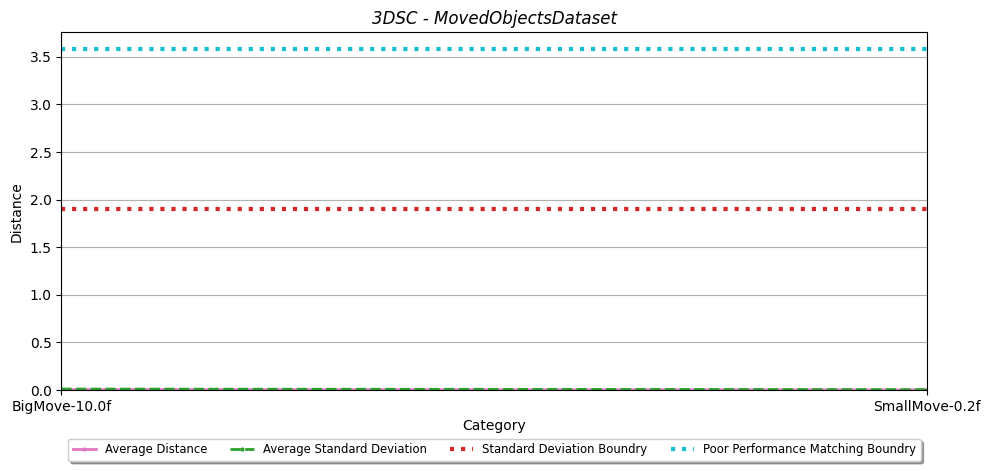 3DSC - MovedObjectsDataset
3.5
3.0
2.5
2.0
1.5
1.0
0.5
0.0
Distance
BigMove-10.0f SmallMove-0.2f
Category
Average Distance Average Standard Deviation Standard Deviation Boundry Poor Performance Matching Boundry